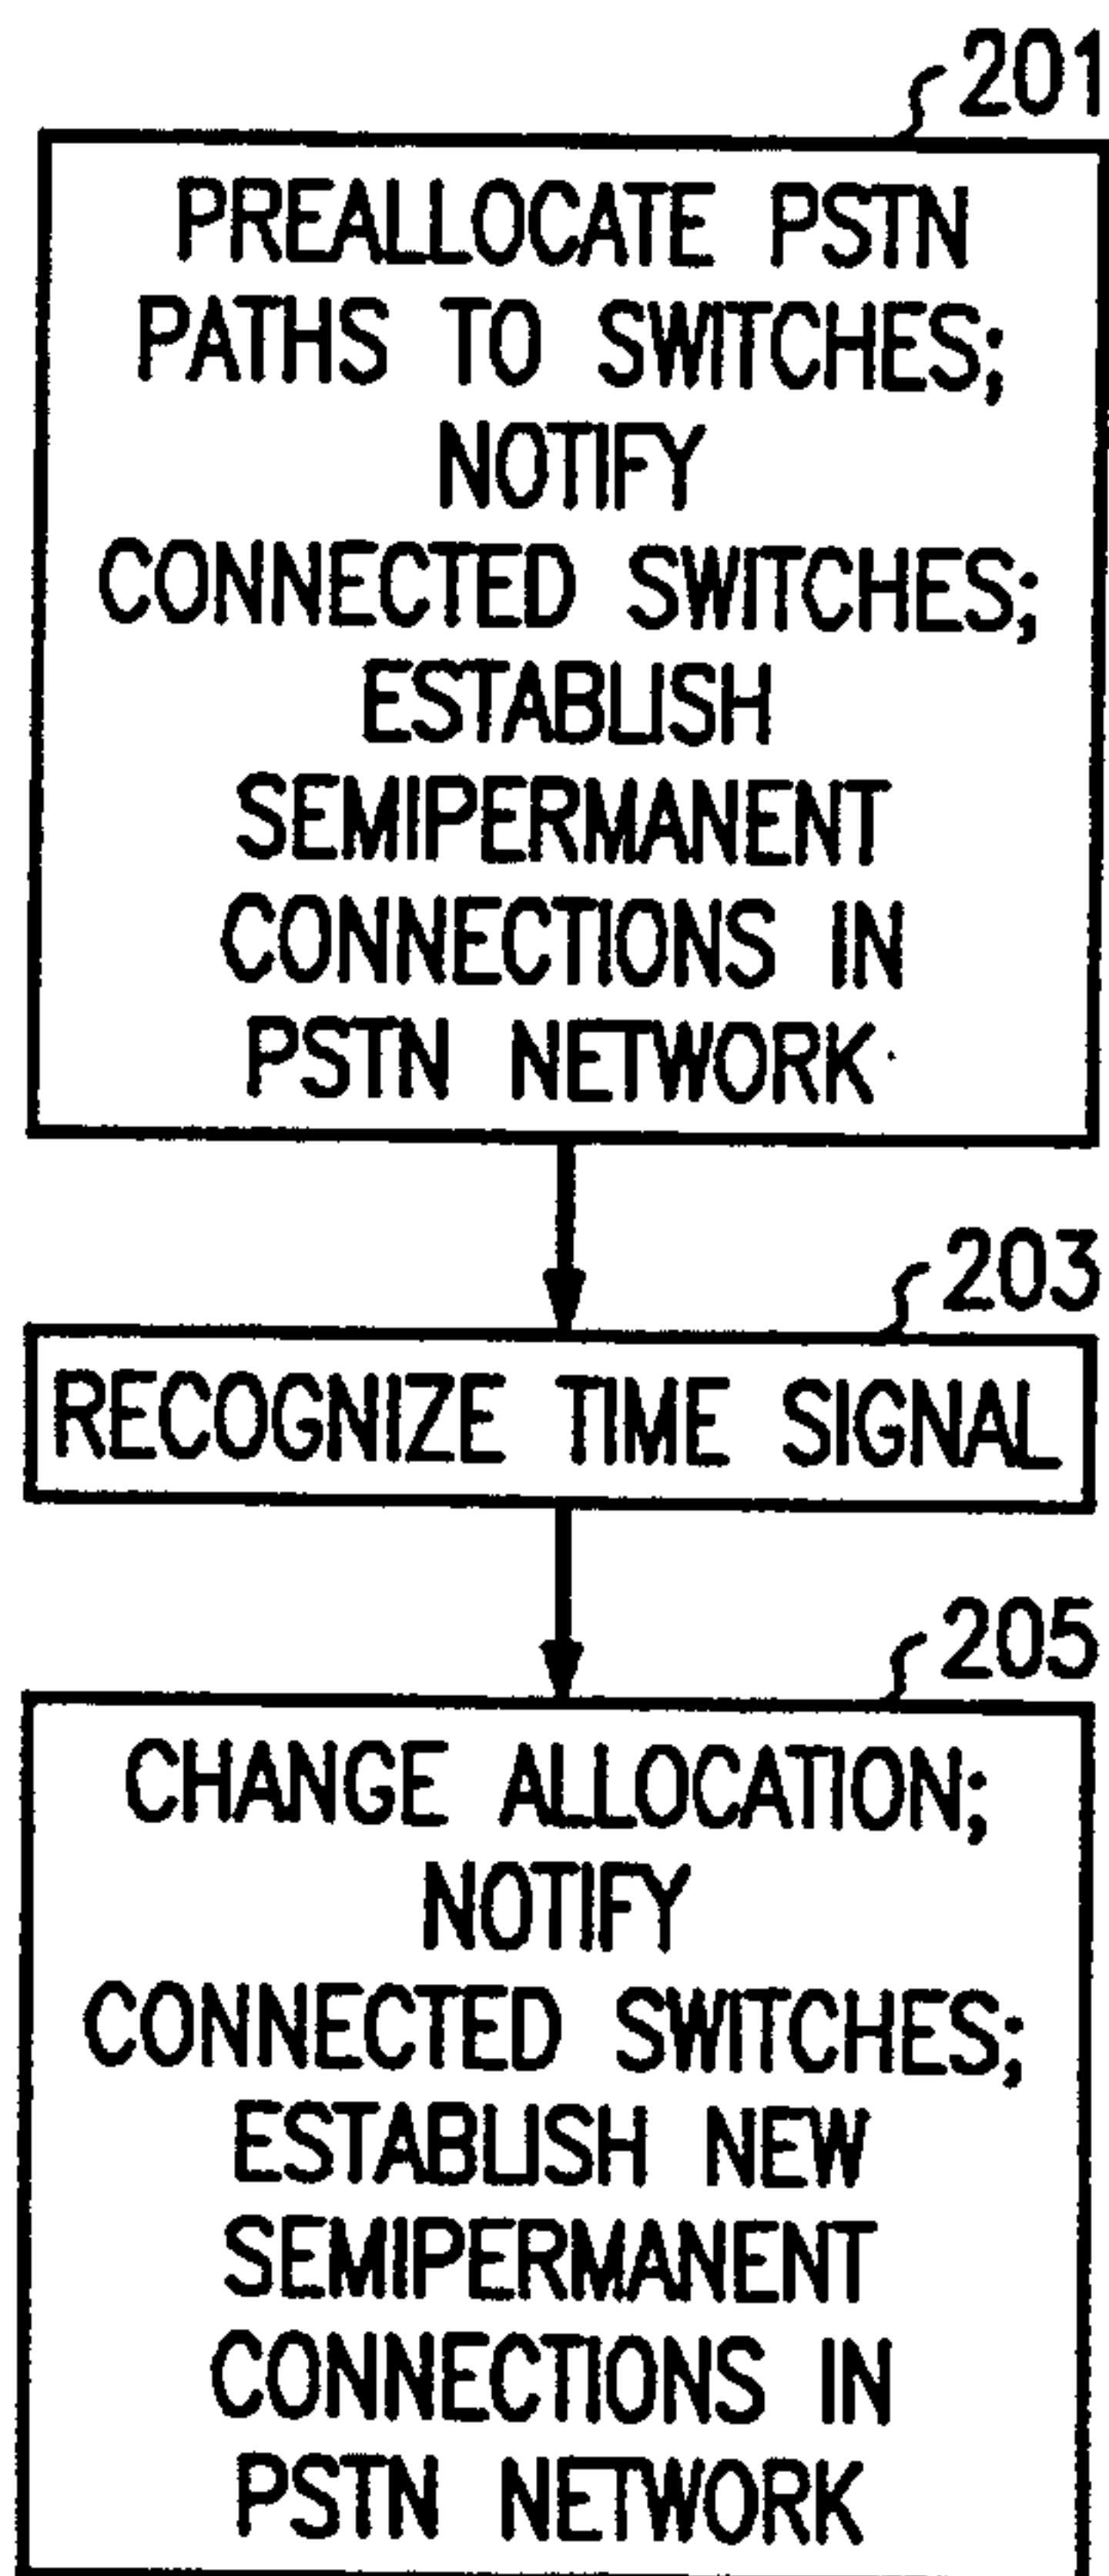 201
PREALLOCATE PSTN
PATHS TO SWITCHES;
NOTIFY
CONNECTED SWITCHES;
ESTABLISH
SEMIPERMANENT
CONNECTIONS IN
PSTN NETWORK
203
RECOGNIZE TIME SIGNAL
205
CHANGE ALLOCATION;
NOTIFY
CONNECTED SWITCHES;
ESTABLISH NEW
SEMIPERMANENT
CONNECTIONS IN
PSTN NETWORK